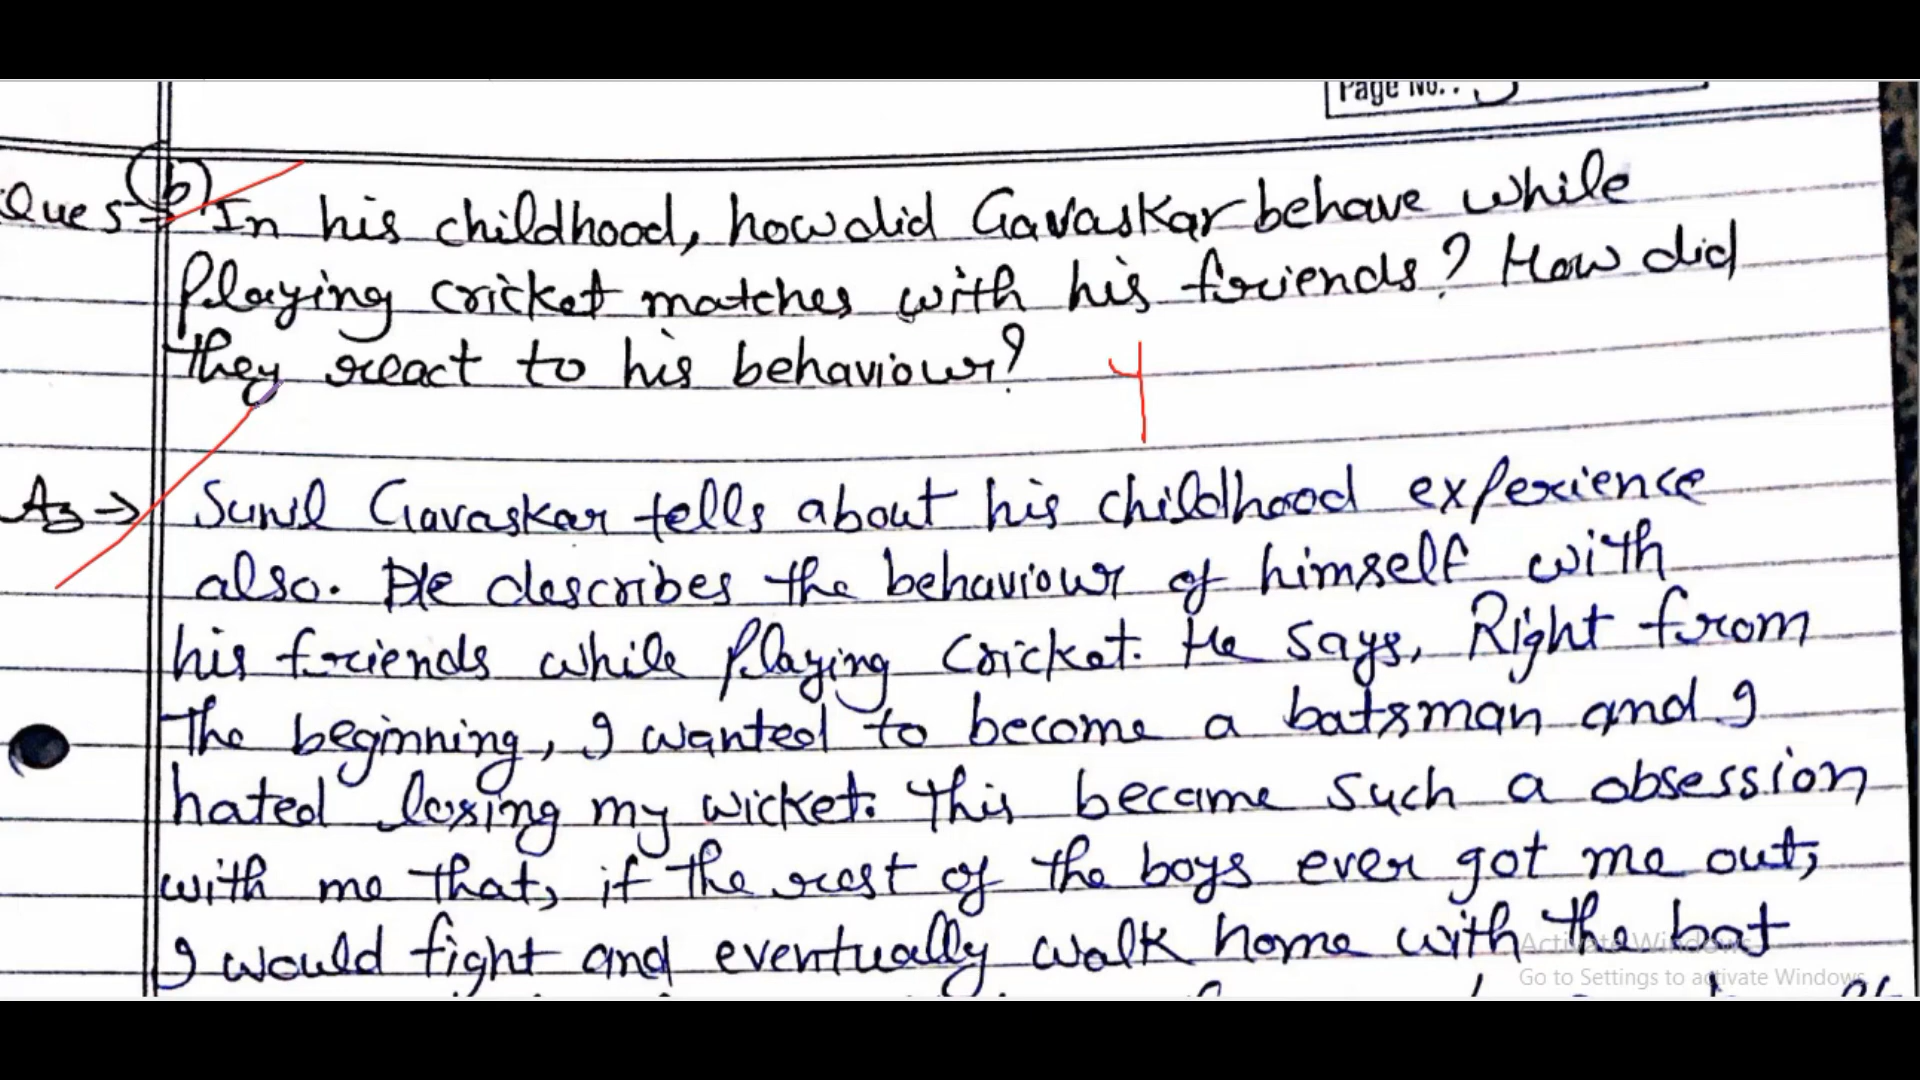 Page No.:
Ques → (b) In his childhood, how did Gavaskar behave while
Playing cricket matches with his friends? How did
they react to his behaviour?
4
A3 → Sunil Gavaskar tells about his childhood experience
also. He describes the behaviour of himself with
his friends while playing cricket. He says, Right from
the beginning, I wanted to become a batsman and I
hated losing my wicket. This became such a obsession
with me that, if the rest of the boys ever got me out,
I would fight and eventually walk home with the bat
Activate Windows
Go to Settings to activate Windows.